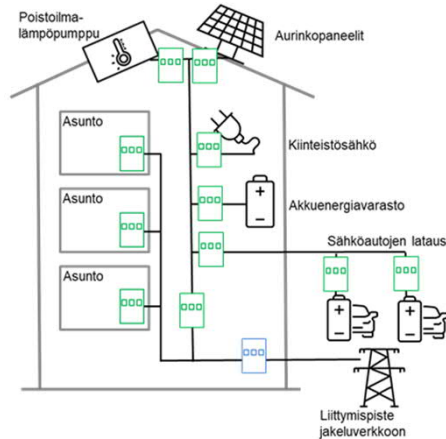 Poistoilma-
lämpöpumppu
Aurinkopaneelit
Asunto
Kiinteistösähkö
Asunto
Akkuenergiavarasto
Sähköautojen lataus
Asunto
Liittymispiste
jakeluverkkoon